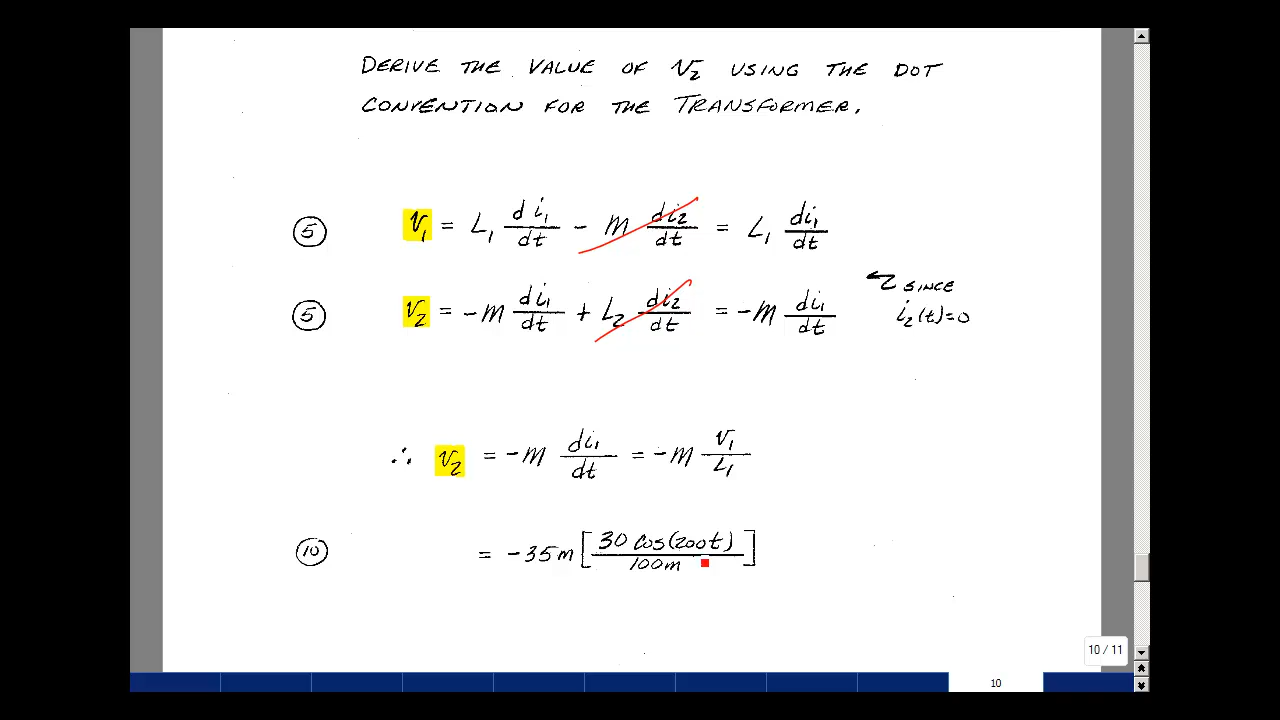 DERIVE THE VALUE OF V₂ USING THE DOT
CONVENTION FOR THE TRANSFORMER.
⑤ V₁ = L₁ di₁/dt - M di₂/dt = L₁ di₁/dt
⑤ V₂ = -M di₁/dt + L₂ di₂/dt = -M di₁/dt
SINCE
i₂(t)=0
∴ V₂ = -M di₁/dt = -M V₁/L₁
⑩ = -35m [30 cos(200t)/100m]
10 / 11
10